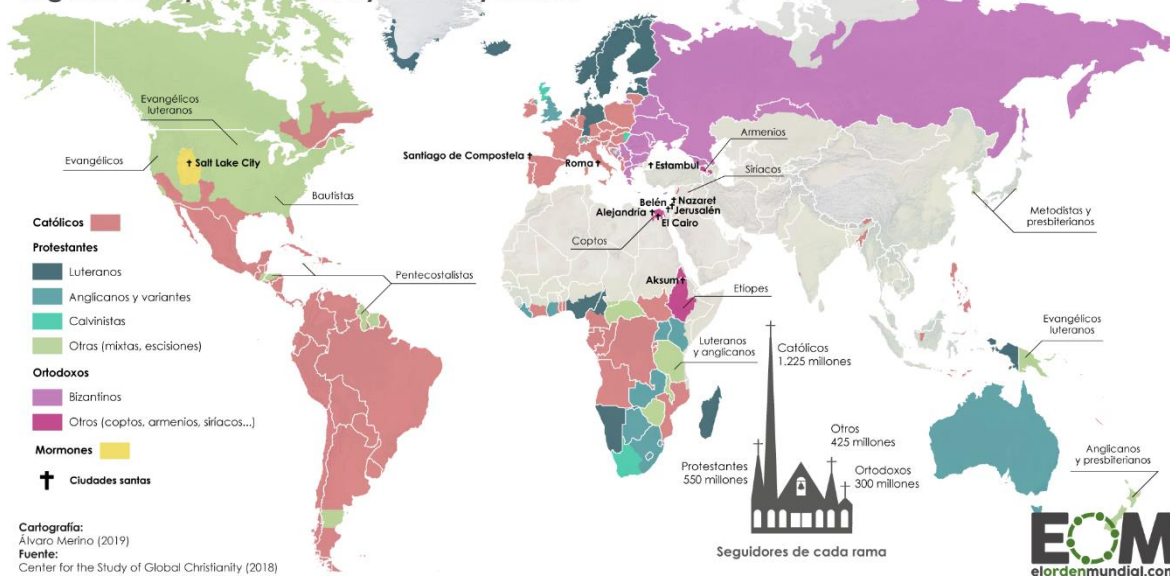 Evangélicos
luteranos
Evangélicos
Salt Lake City
Bautistas
Católicos
Protestantes
Luteranos
Anglicanos y variantes
Calvinistas
Otras (mixtas, escisiones)
Ortodoxos
Bizantinos
Otros (coptos, armenios, siríacos...)
Mormones
Ciudades santas
Pentecostalistas
Santiago de Compostela
Roma
Estambul
Armenios
Siríacos
Belén
Nazaret
Alejandría
Jerusalén
El Cairo
Coptos
Aksum
Etíopes
Metodistas y
presbiterianos
Luteranos
y anglicanos
Evangélicos
luteranos
Anglicanos y
presbiterianos
Católicos
1.225 millones
Otros
425 millones
Protestantes
550 millones
Ortodoxos
300 millones
Seguidores de cada rama
Cartografía:
Álvaro Merino (2019)
Fuente:
Center for the Study of Global Christianity (2018)
EOM
elordenmundial.com